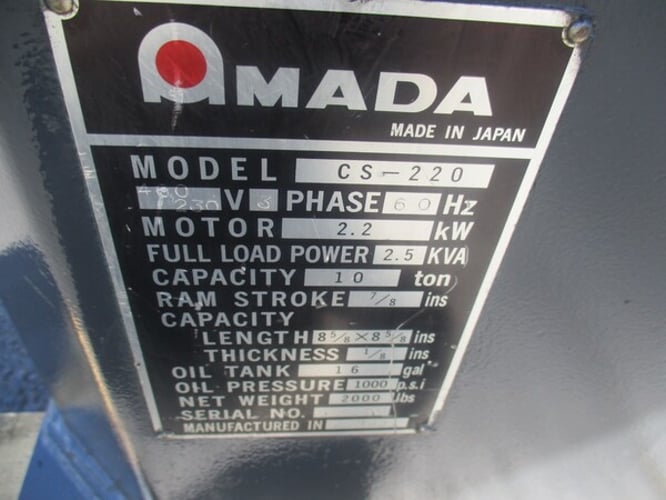 AMADA
MADE IN JAPAN
MODEL CS-220
460/230 V 3 PHASE 60 Hz
MOTOR 2.2 kW
FULL LOAD POWER 2.5 KVA
CAPACITY 10 ton
RAM STROKE 7/8 ins
CAPACITY
LENGTH 8 5/8 × 8 5/8 ins
THICKNESS 1/8 ins
OIL TANK 16 gal
OIL PRESSURE 1000 p.s.i
NET WEIGHT 2000 lbs
SERIAL NO.
MANUFACTURED IN